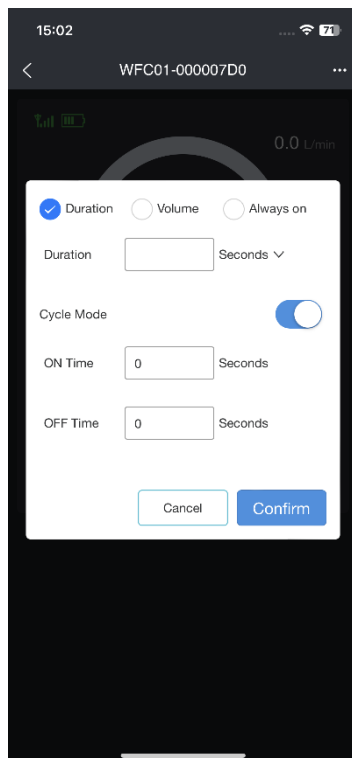 15:02
71
WFC01-000007D0
0.0 L/min
Duration Volume Always on
Duration Seconds
Cycle Mode
ON Time 0 Seconds
OFF Time 0 Seconds
Cancel Confirm